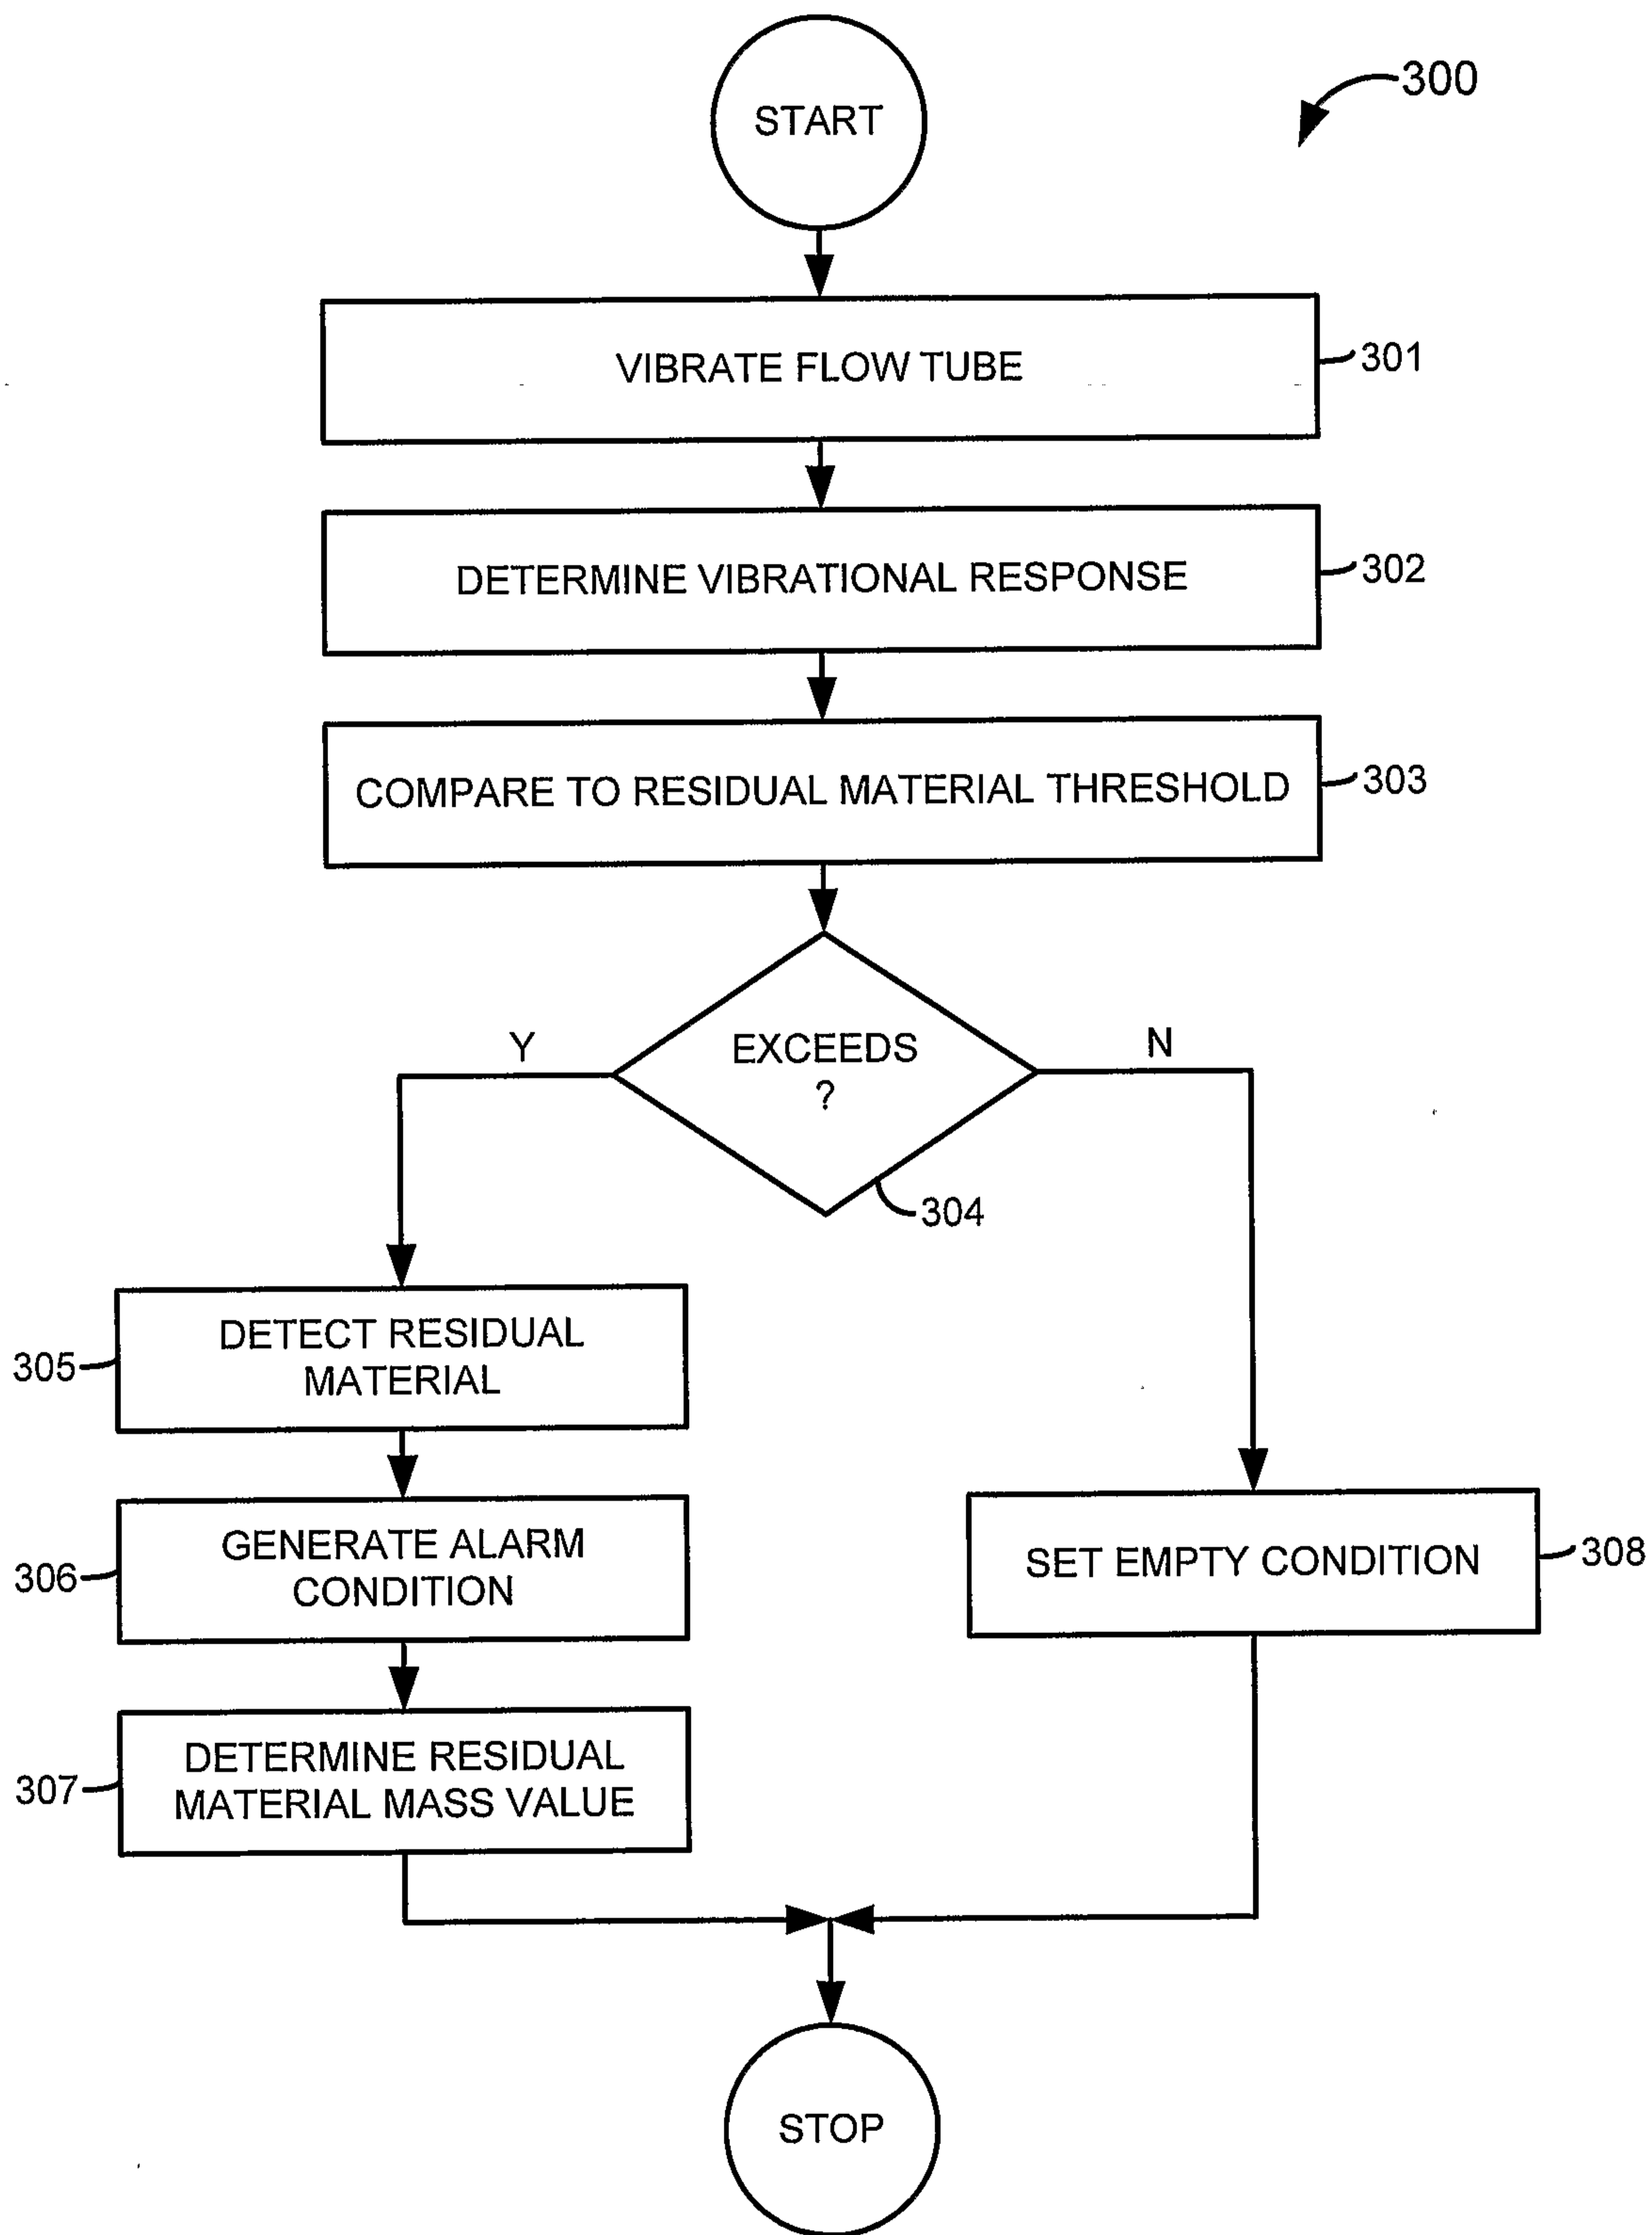 START
300
VIBRATE FLOW TUBE
301
DETERMINE VIBRATIONAL RESPONSE
302
COMPARE TO RESIDUAL MATERIAL THRESHOLD
303
Y
EXCEEDS
?
N
304
305
DETECT RESIDUAL
MATERIAL
306
GENERATE ALARM
CONDITION
SET EMPTY CONDITION
308
307
DETERMINE RESIDUAL
MATERIAL MASS VALUE
STOP